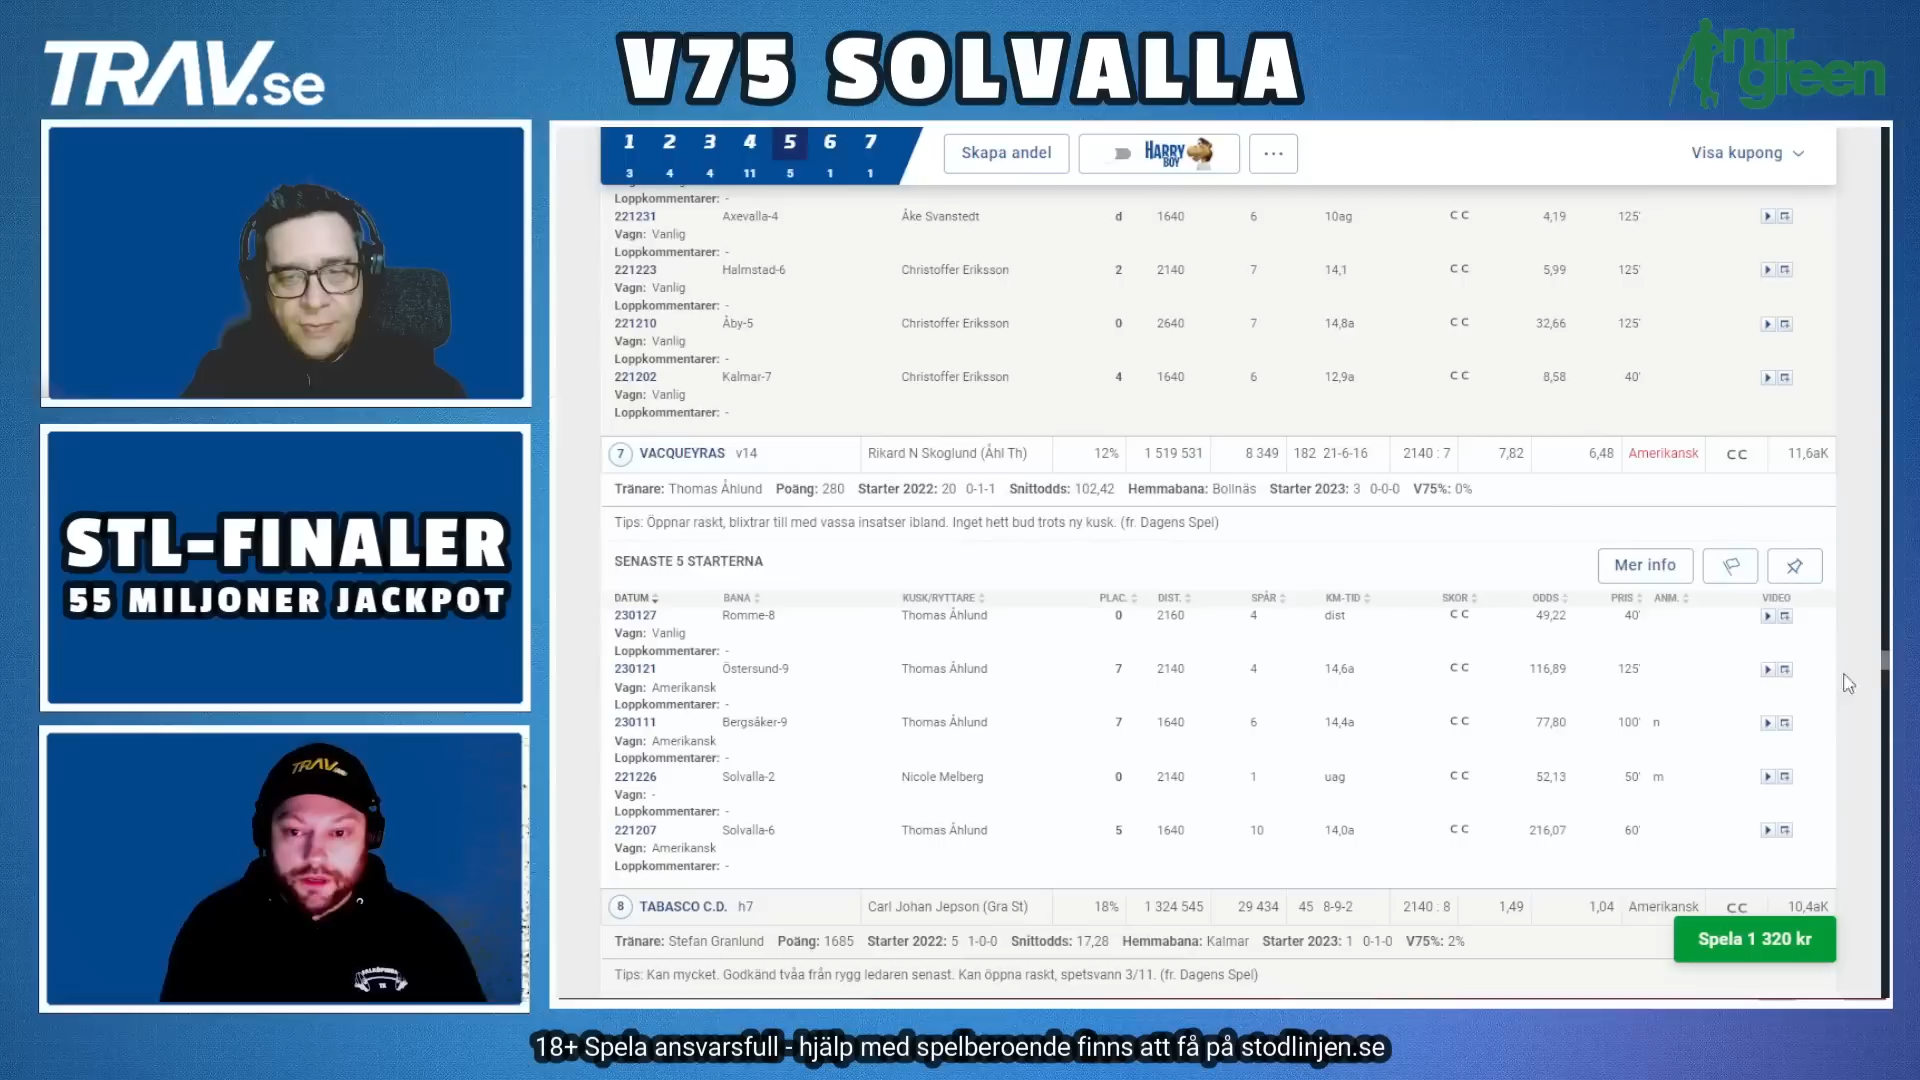 TRAV.se
V75 SOLVALLA
mr green
1 2 3 4 5 6 7
3 4 4 11 5 1 1
Skapa andel
HARRY BOY
...
Visa kupong
Loppkommentarer: -
221231 Axevalla-4 Åke Svanstedt d 1640 6 10ag C C 4,19 125'
Vagn: Vanlig
Loppkommentarer: -
221223 Halmstad-6 Christoffer Eriksson 2 2140 7 14,1 C C 5,99 125'
Vagn: Vanlig
Loppkommentarer: -
221210 Åby-5 Christoffer Eriksson 0 2640 7 14,8a C C 32,66 125'
Vagn: Vanlig
Loppkommentarer: -
221202 Kalmar-7 Christoffer Eriksson 4 1640 6 12,9a C C 8,58 40'
Vagn: Vanlig
Loppkommentarer: -
7 VACQUEYRAS v14 Rikard N Skoglund (Åhl Th) 12% 1 519 531 8 349 182 21-6-16 2140 : 7 7,82 6,48 Amerikansk C C 11,6aK
Tränare: Thomas Åhlund Poäng: 280 Starter 2022: 20 0-1-1 Snittodds: 102,42 Hemmabana: Bollnäs Starter 2023: 3 0-0-0 V75%: 0%
Tips: Öppnar raskt, blixtrar till med vassa insatser ibland. Inget hett bud trots ny kusk. (fr. Dagens Spel)
SENASTE 5 STARTERNA
Mer info
DATUM BANA KUSK/RYTTARE PLAC. DIST. SPÅR KM-TID SKOR ODDS PRIS ANM. VIDEO
230127 Romme-8 Thomas Åhlund 0 2160 4 dist C C 49,22 40'
Vagn: Vanlig
Loppkommentarer: -
230121 Östersund-9 Thomas Åhlund 7 2140 4 14,6a C C 116,89 125'
Vagn: Amerikansk
Loppkommentarer: -
230111 Bergsåker-9 Thomas Åhlund 7 1640 6 14,4a C C 77,80 100' n
Vagn: Amerikansk
Loppkommentarer: -
221226 Solvalla-2 Nicole Melberg 0 2140 1 uag C C 52,13 50' m
Vagn: -
Loppkommentarer: -
221207 Solvalla-6 Thomas Åhlund 5 1640 10 14,0a C C 216,07 60'
Vagn: Amerikansk
Loppkommentarer: -
8 TABASCO C.D. h7 Carl Johan Jepson (Gra St) 18% 1 324 545 29 434 45 8-9-2 2140 : 8 1,49 1,04 Amerikansk C C 10,4aK
Tränare: Stefan Granlund Poäng: 1685 Starter 2022: 5 1-0-0 Snittodds: 17,28 Hemmabana: Kalmar Starter 2023: 1 0-1-0 V75%: 2%
Spela 1 320 kr
Tips: Kan mycket. Godkänd tvåa från rygg ledaren senast. Kan öppna raskt, spetsvann 3/11. (fr. Dagens Spel)
STL-FINALER
55 MILJONER JACKPOT
TRAV.se
18+ Spela ansvarsfull - hjälp med spelberoende finns att få på stodlinjen.se